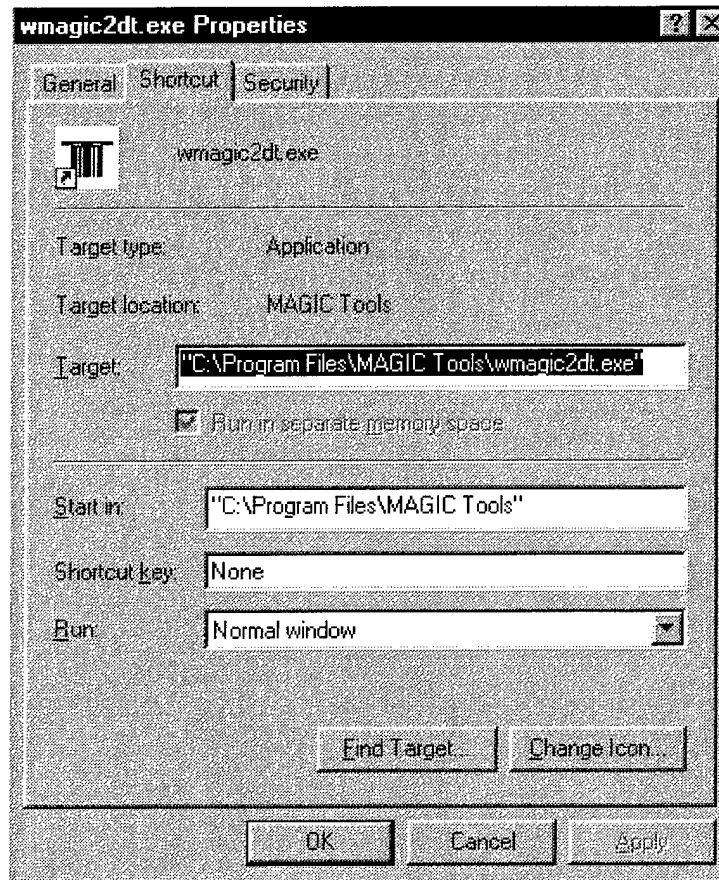 wmagic2dt.exe Properties
General Shortcut Security
wmagic2dt.exe
Target type: Application
Target location: MAGIC Tools
Target: "C:\Program Files\MAGIC Tools\wmagic2dt.exe"
Run in separate memory space
Start in: "C:\Program Files\MAGIC Tools"
Shortcut key: None
Run: Normal window
Find Target... Change Icon...
OK Cancel Apply